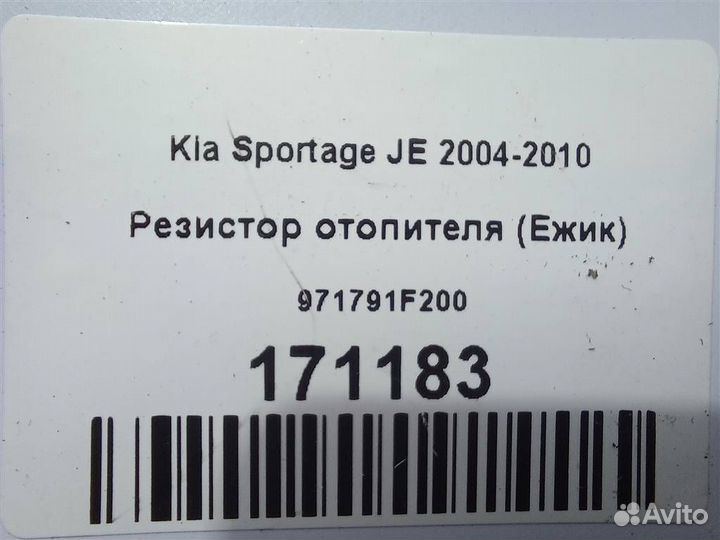 Kia Sportage JE 2004-2010
Резистор отопителя (Ежик)
971791F200
171183
Avito